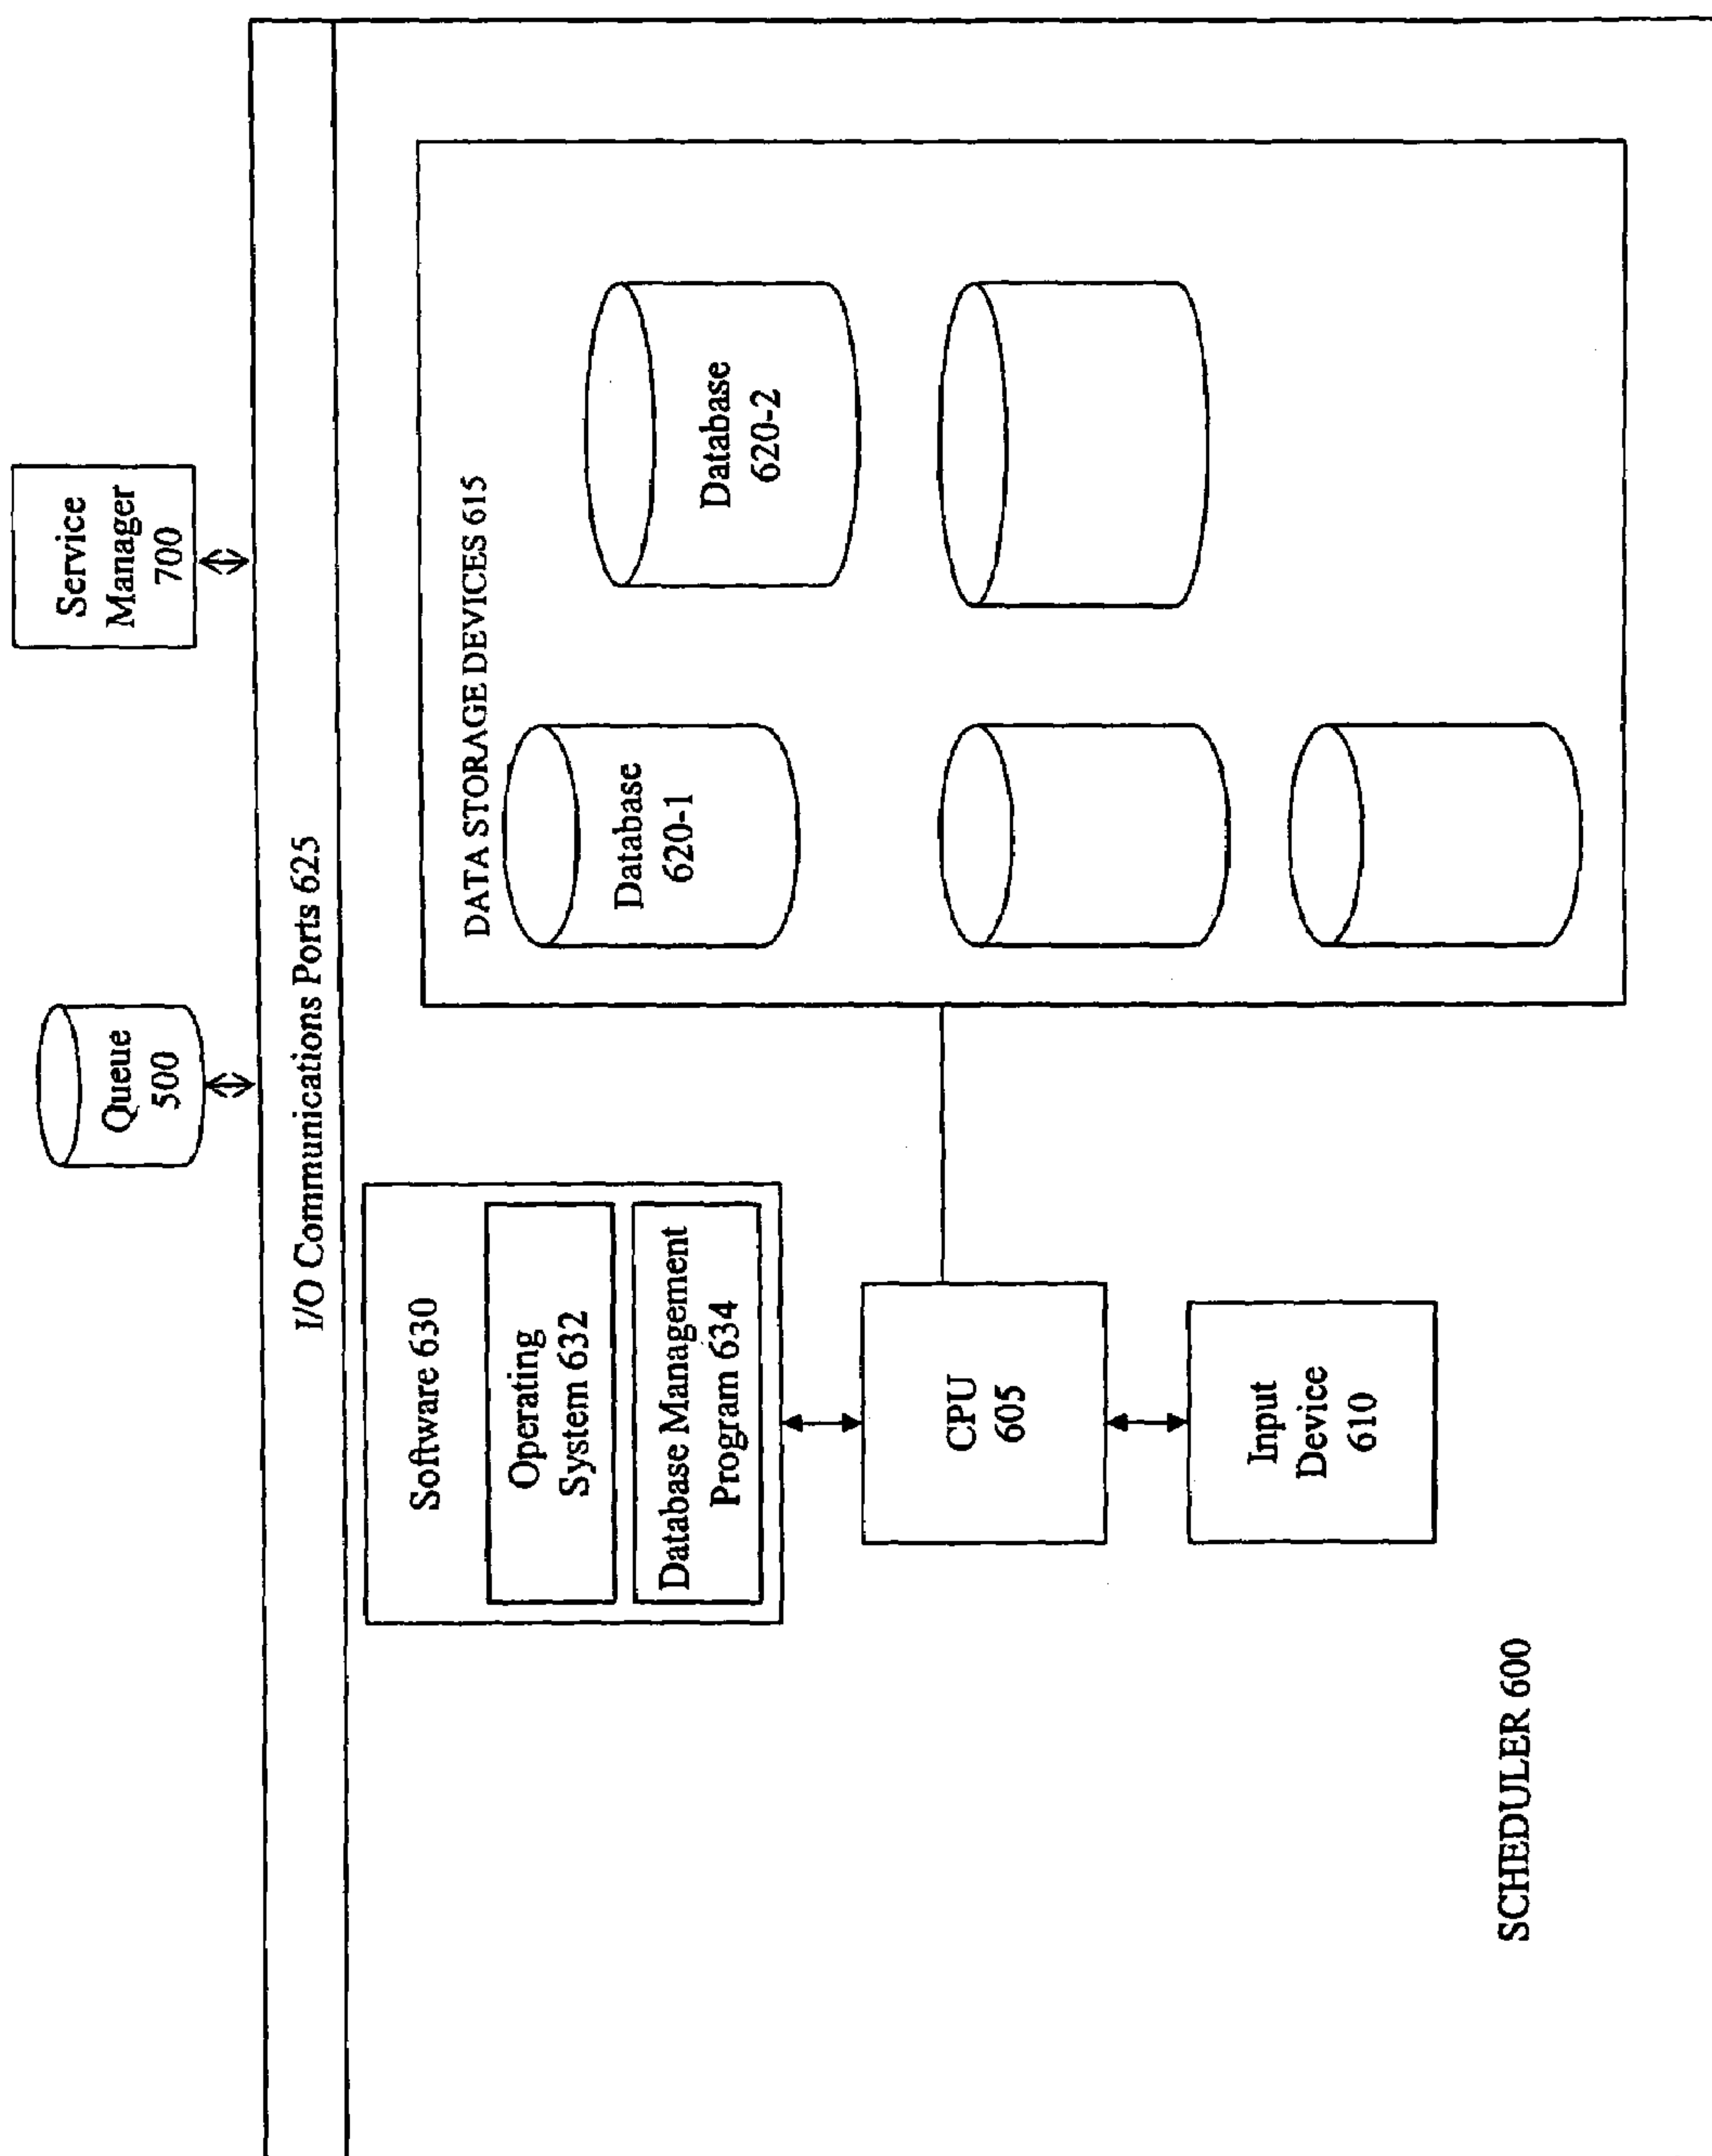 Queue
500
Service
Manager
700
I/O Communications Ports 625
Software 630
Operating
System 632
Database Management
Program 634
CPU
605
Input
Device
610
DATA STORAGE DEVICES 615
Database
620-1
Database
620-2
SCHEDULER 600